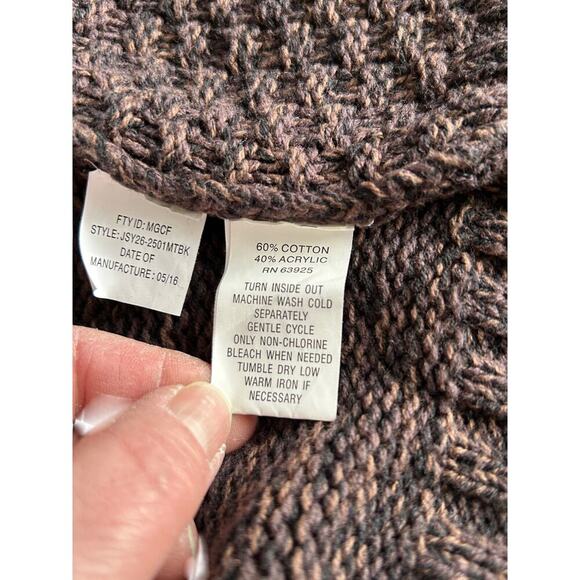 FTY ID: MGCF
STYLE: JSY26-2501MTBK
DATE OF
MANUFACTURE: 05/16
60% COTTON
40% ACRYLIC
RN 63925
TURN INSIDE OUT
MACHINE WASH COLD
SEPARATELY
GENTLE CYCLE
ONLY NON-CHLORINE
BLEACH WHEN NEEDED
TUMBLE DRY LOW
WARM IRON IF
NECESSARY